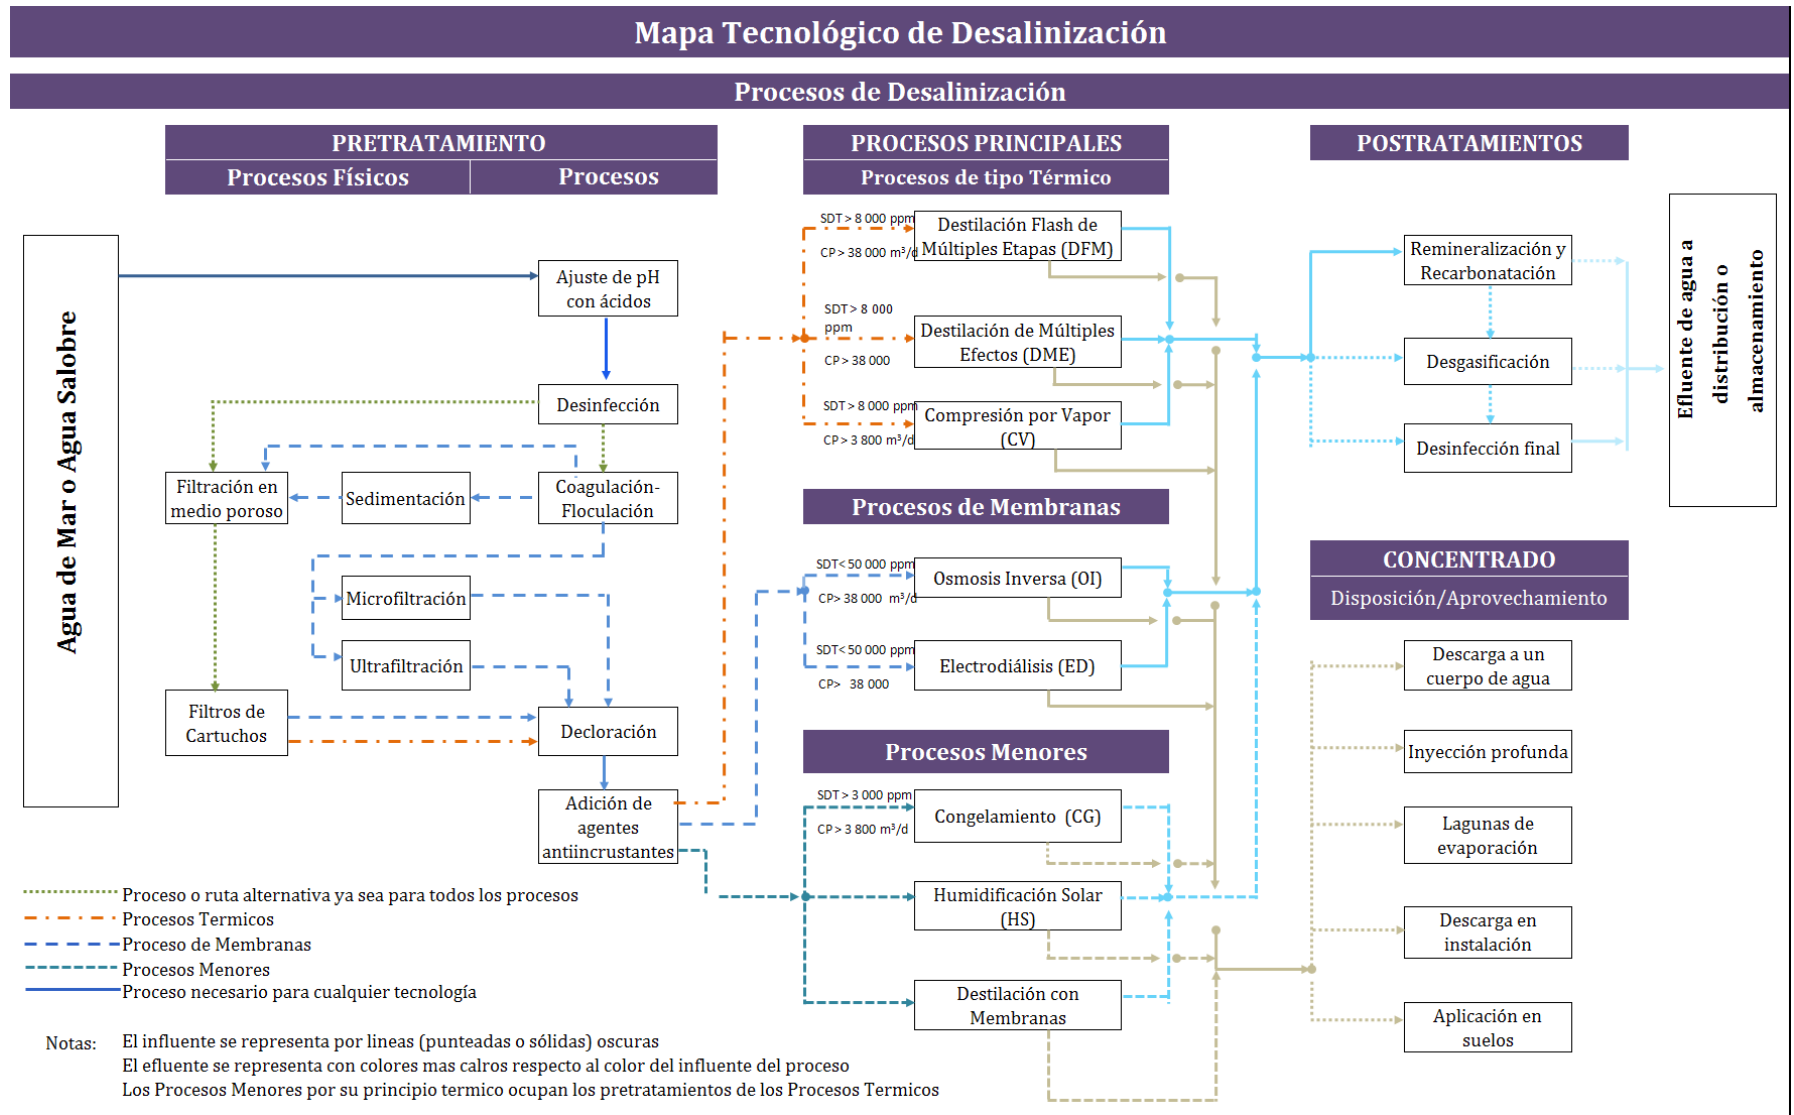 Mapa Tecnológico de Desalinización
Procesos de Desalinización
PRETRATAMIENTO
Procesos Físicos
Procesos
PROCESOS PRINCIPALES
Procesos de tipo Térmico
POSTRATAMIENTOS
Agua de Mar o Agua Salobre
Ajuste de pH
con ácidos
Desinfección
Filtración en
medio poroso
Sedimentación
Coagulación-
Floculación
Microfiltración
Ultrafiltración
Filtros de
Cartuchos
Decloración
Adición de
agentes
antiincrustantes
SDT > 8 000 ppm
CP > 38 000 m³/d
Destilación Flash de
Múltiples Etapas (DFM)
SDT > 8 000
ppm
CP > 38 000
Destilación de Múltiples
Efectos (DME)
SDT > 8 000 ppm
CP > 3 800 m³/d
Compresión por Vapor
(CV)
Procesos de Membranas
SDT< 50 000 ppm
CP> 38 000 m³/d
Osmosis Inversa (OI)
SDT< 50 000 ppm
CP> 38 000
Electrodiálisis (ED)
Procesos Menores
SDT > 3 000 ppm
CP > 3 800 m³/d
Congelamiento (CG)
Humidificación Solar
(HS)
Destilación con
Membranas
Remineralización y
Recarbonatación
Desgasificación
Desinfección final
Efluente de agua a
distribución o
almacenamiento
CONCENTRADO
Disposición/Aprovechamiento
Descarga a un
cuerpo de agua
Inyección profunda
Lagunas de
evaporación
Descarga en
instalación
Aplicación en
suelos
Proceso o ruta alternativa ya sea para todos los procesos
Procesos Termicos
Proceso de Membranas
Procesos Menores
Proceso necesario para cualquier tecnología
Notas:
El influente se representa por lineas (punteadas o sólidas) oscuras
El efluente se representa con colores mas calros respecto al color del influente del proceso
Los Procesos Menores por su principio termico ocupan los pretratamientos de los Procesos Termicos